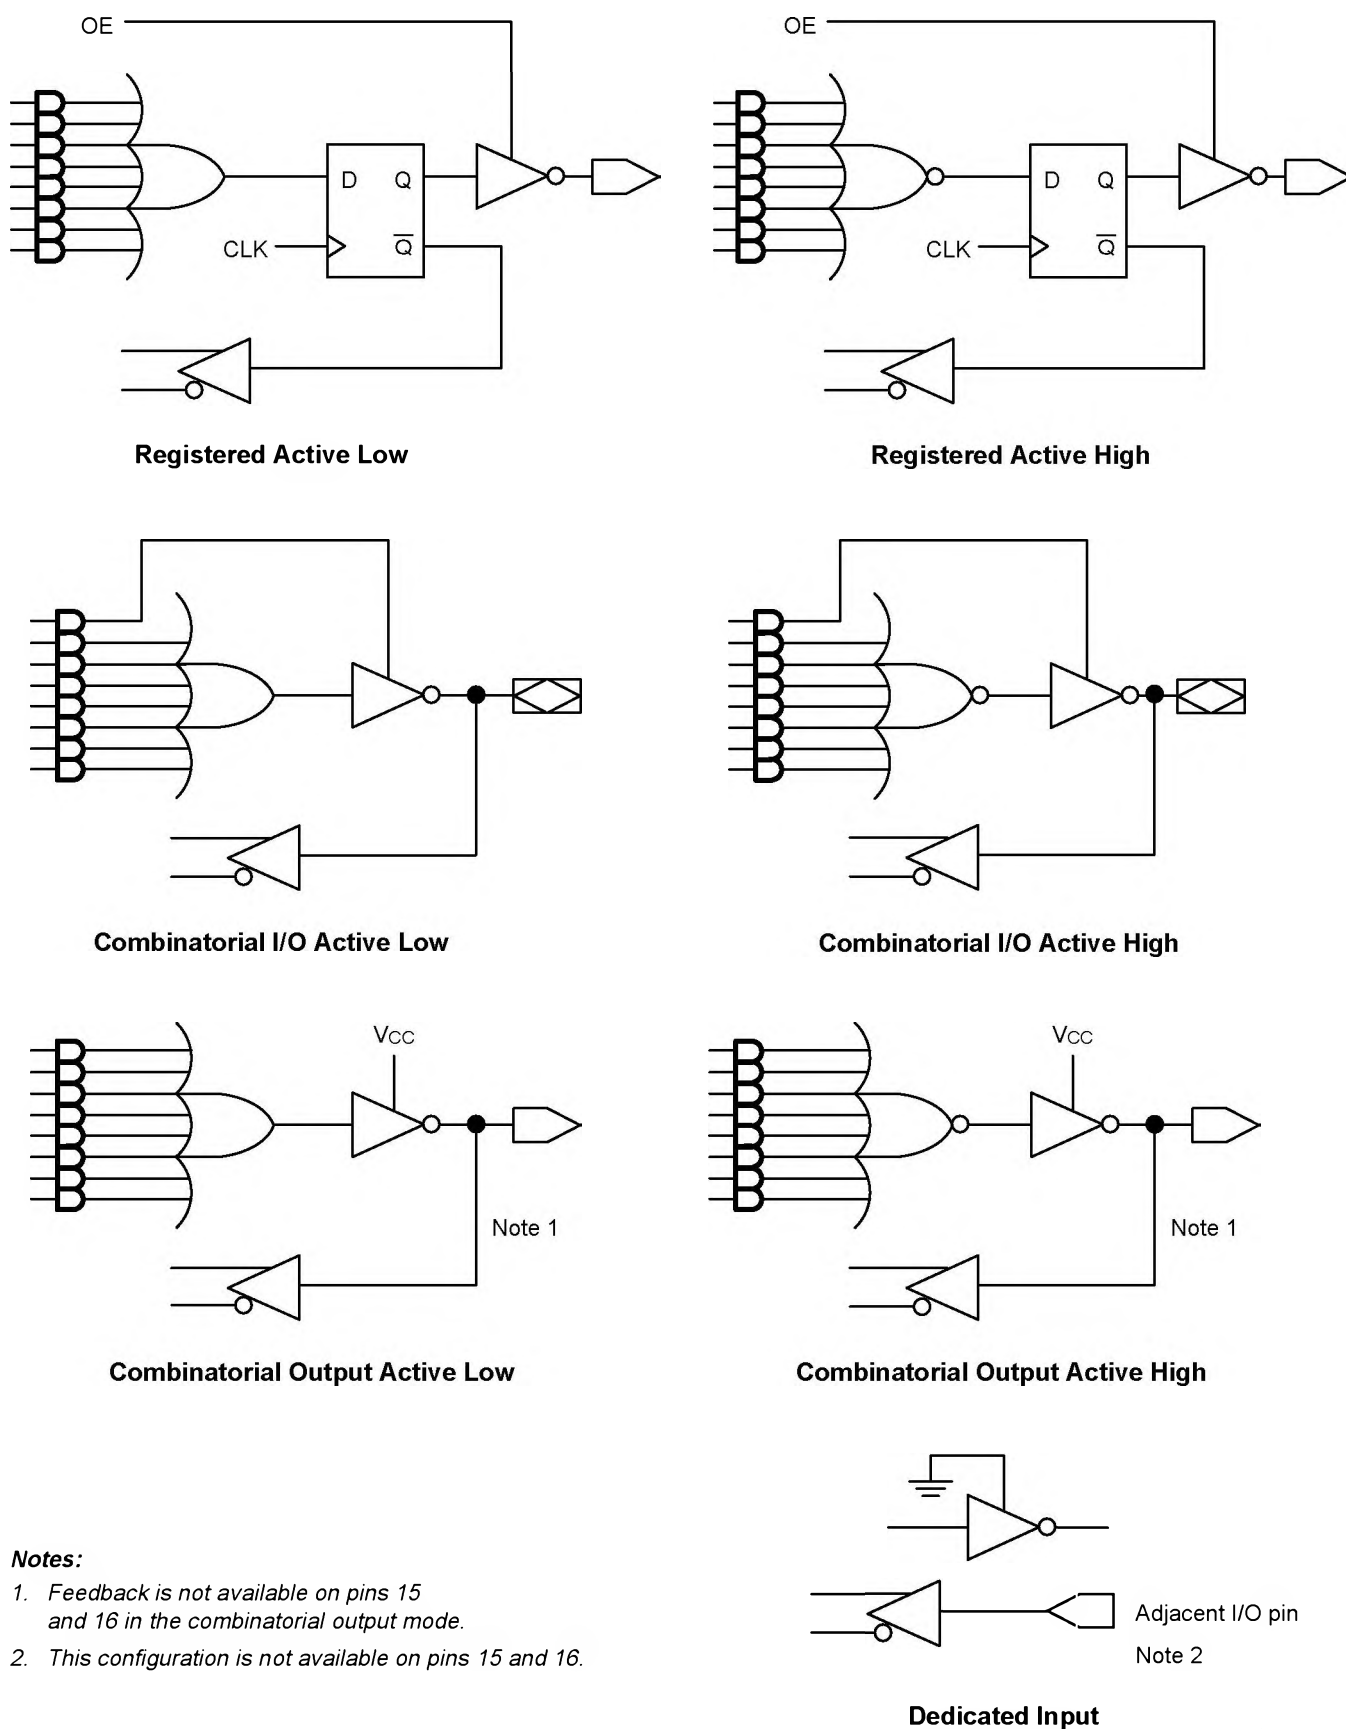 OE
OE
D Q
D Q
CLK Q̅
CLK Q̅
Registered Active Low
Registered Active High
Combinatorial I/O Active Low
Combinatorial I/O Active High
VCC
VCC
Note 1
Note 1
Combinatorial Output Active Low
Combinatorial Output Active High
Notes:
1. Feedback is not available on pins 15
and 16 in the combinatorial output mode.
2. This configuration is not available on pins 15 and 16.
Adjacent I/O pin
Note 2
Dedicated Input